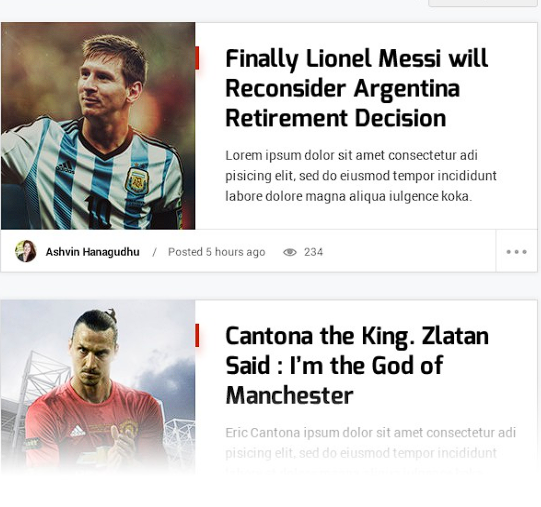 Finally Lionel Messi will
Reconsider Argentina
Retirement Decision
Lorem ipsum dolor sit amet consectetur adi
pisicing elit, sed do eiusmod tempor incididunt
labore dolore magna aliqua iulgence koka.
Ashvin Hanagudhu / Posted 5 hours ago 234
Cantona the King. Zlatan
Said : I'm the God of
Manchester
Eric Cantona ipsum dolor sit amet consectetur adi
pisicing elit, sed do eiusmod tempor incididunt